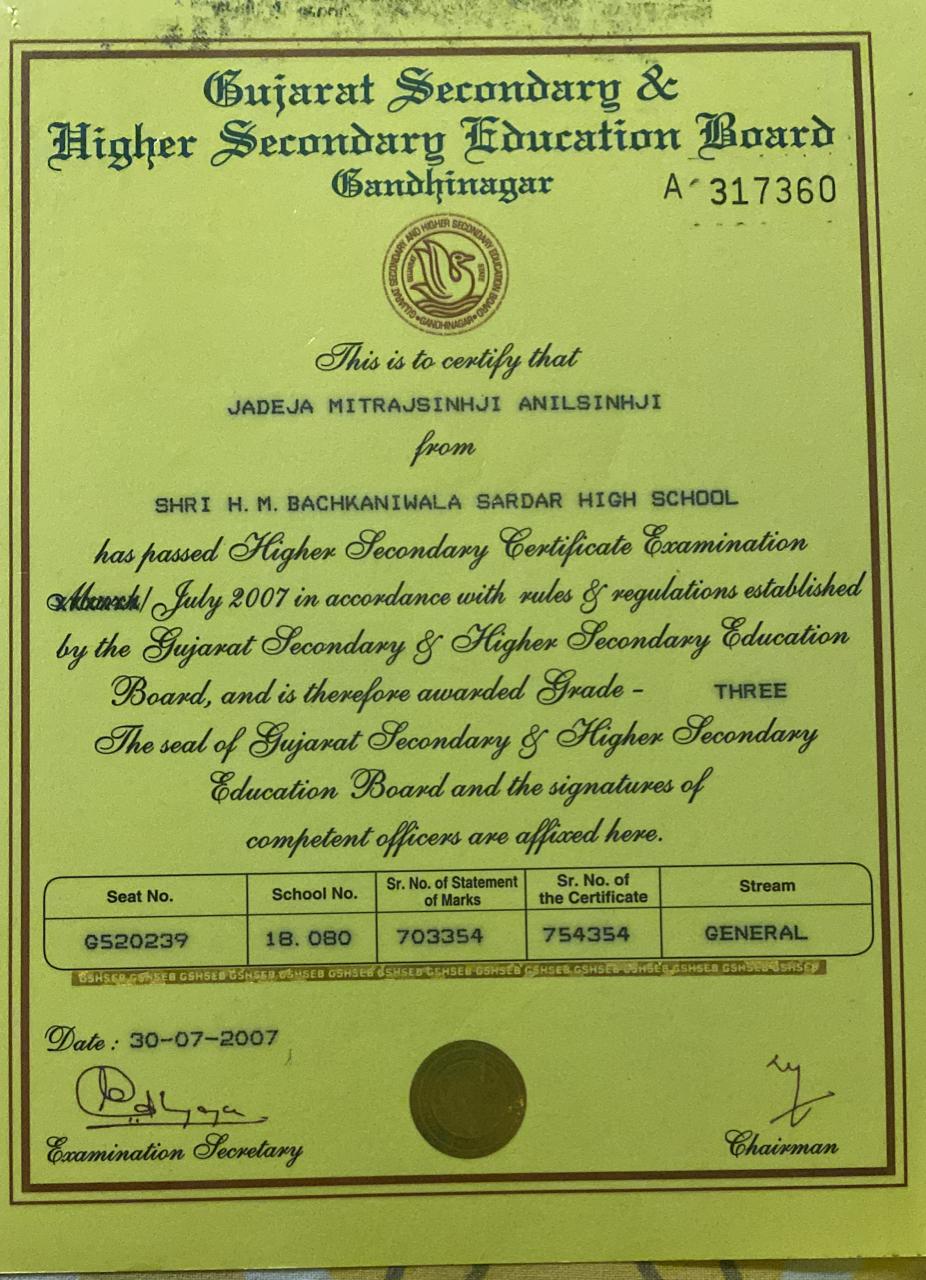 Gujarat Secondary &
Higher Secondary Education Board
Gandhinagar
A 317360
GUJARAT SECONDARY AND HIGHER SECONDARY EDUCATION BOARD
GUJARAT STATE
•GANDHINAGAR•
This is to certify that
JADEJA MITRAJSINHJI ANILSINHJI
from
SHRI H. M. BACHKANIWALA SARDAR HIGH SCHOOL
has passed Higher Secondary Certificate Examination
March/ July 2007 in accordance with rules & regulations established
by the Gujarat Secondary & Higher Secondary Education
Board, and is therefore awarded Grade - THREE
The seal of Gujarat Secondary & Higher Secondary
Education Board and the signatures of
competent officers are affixed here.
Seat No. School No. Sr. No. of Statement of Marks Sr. No. of the Certificate Stream
G520239 18. 080 703354 754354 GENERAL
GSHSEB GSHSEB GSHSEB GSHSEB GSHSEB GSHSEB GSHSEB GSHSEB GSHSEB GSHSEB GSHSEB GSHSEB GSHSEB GSHSEB GSHSEB
Date : 30-07-2007
Examination Secretary
Chairman